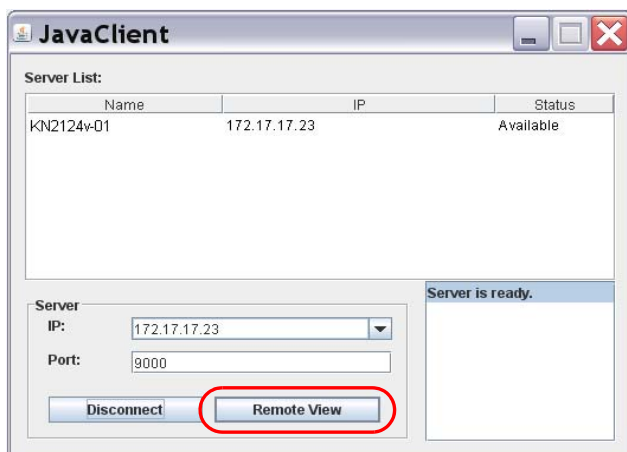 JavaClient
Server List:
Name IP Status
KN2124v-01 172.17.17.23 Available
Server is ready.
Server
IP: 172.17.17.23
Port: 9000
Disconnect Remote View